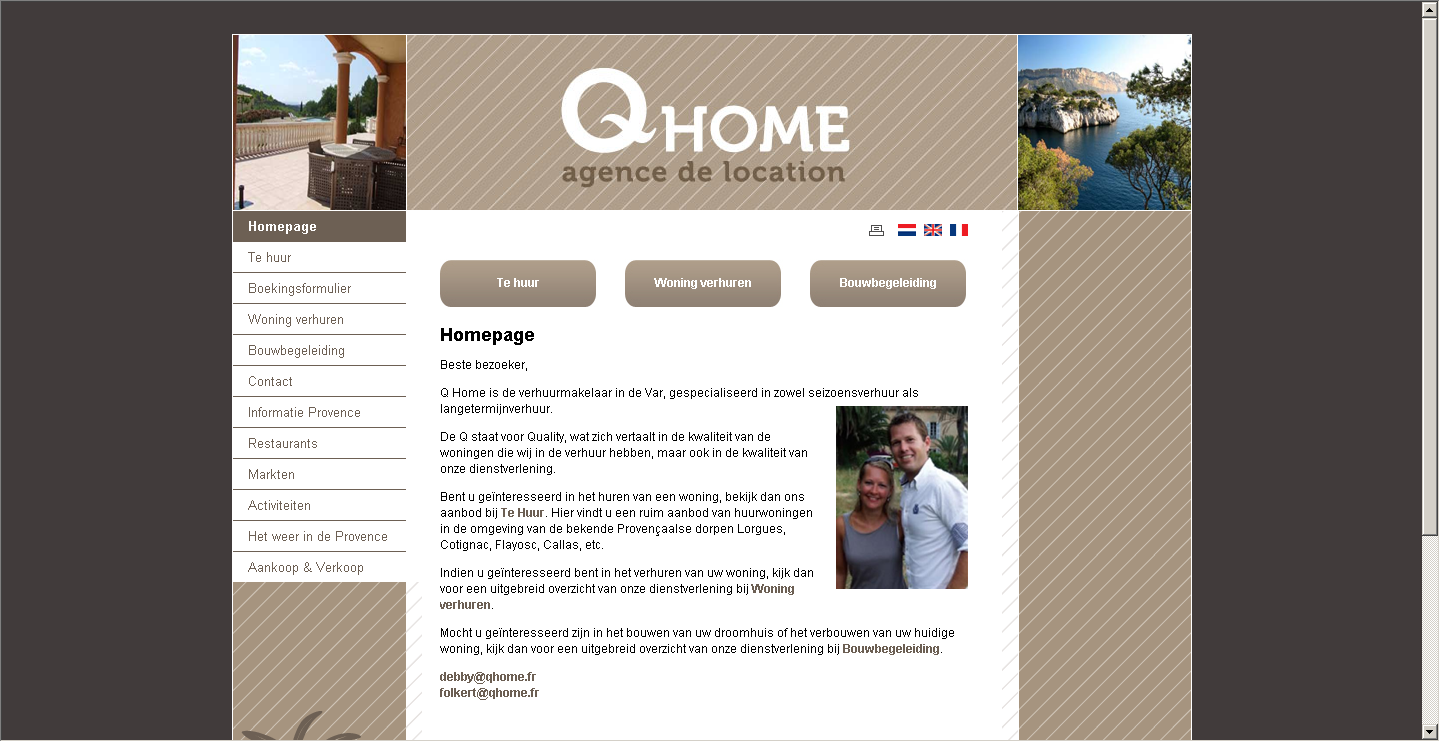 Q HOME
agence de location
Homepage
Te huur
Boekingsformulier
Woning verhuren
Bouwbegeleiding
Contact
Informatie Provence
Restaurants
Markten
Activiteiten
Het weer in de Provence
Aankoop & Verkoop
Te huur
Woning verhuren
Bouwbegeleiding
Homepage
Beste bezoeker,
Q Home is de verhuurmakelaar in de Var, gespecialiseerd in zowel seizoensverhuur als
langetermijnverhuur.
De Q staat voor Quality, wat zich vertaalt in de kwaliteit van de
woningen die wij in de verhuur hebben, maar ook in de kwaliteit van
onze dienstverlening.
Bent u geïnteresseerd in het huren van een woning, bekijk dan ons
aanbod bij Te Huur. Hier vindt u een ruim aanbod van huurwoningen
in de omgeving van de bekende Provençaalse dorpen Lorgues,
Cotignac, Flayosc, Callas, etc.
Indien u geïnteresseerd bent in het verhuren van uw woning, kijk dan
voor een uitgebreid overzicht van onze dienstverlening bij Woning
verhuren.
Mocht u geïnteresseerd zijn in het bouwen van uw droomhuis of het verbouwen van uw huidige
woning, kijk dan voor een uitgebreid overzicht van onze dienstverlening bij Bouwbegeleiding.
debby@qhome.fr
folkert@qhome.fr